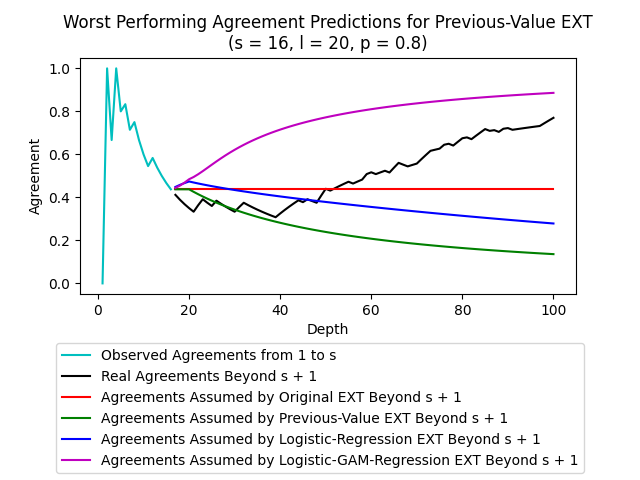 Worst Performing Agreement Predictions for Previous-Value EXT
(s = 16, l = 20, p = 0.8)
1.0
0.8
0.6
0.4
0.2
0.0
Agreement
0 20 40 60 80 100
Depth
Observed Agreements from 1 to s
Real Agreements Beyond s + 1
Agreements Assumed by Original EXT Beyond s + 1
Agreements Assumed by Previous-Value EXT Beyond s + 1
Agreements Assumed by Logistic-Regression EXT Beyond s + 1
Agreements Assumed by Logistic-GAM-Regression EXT Beyond s + 1